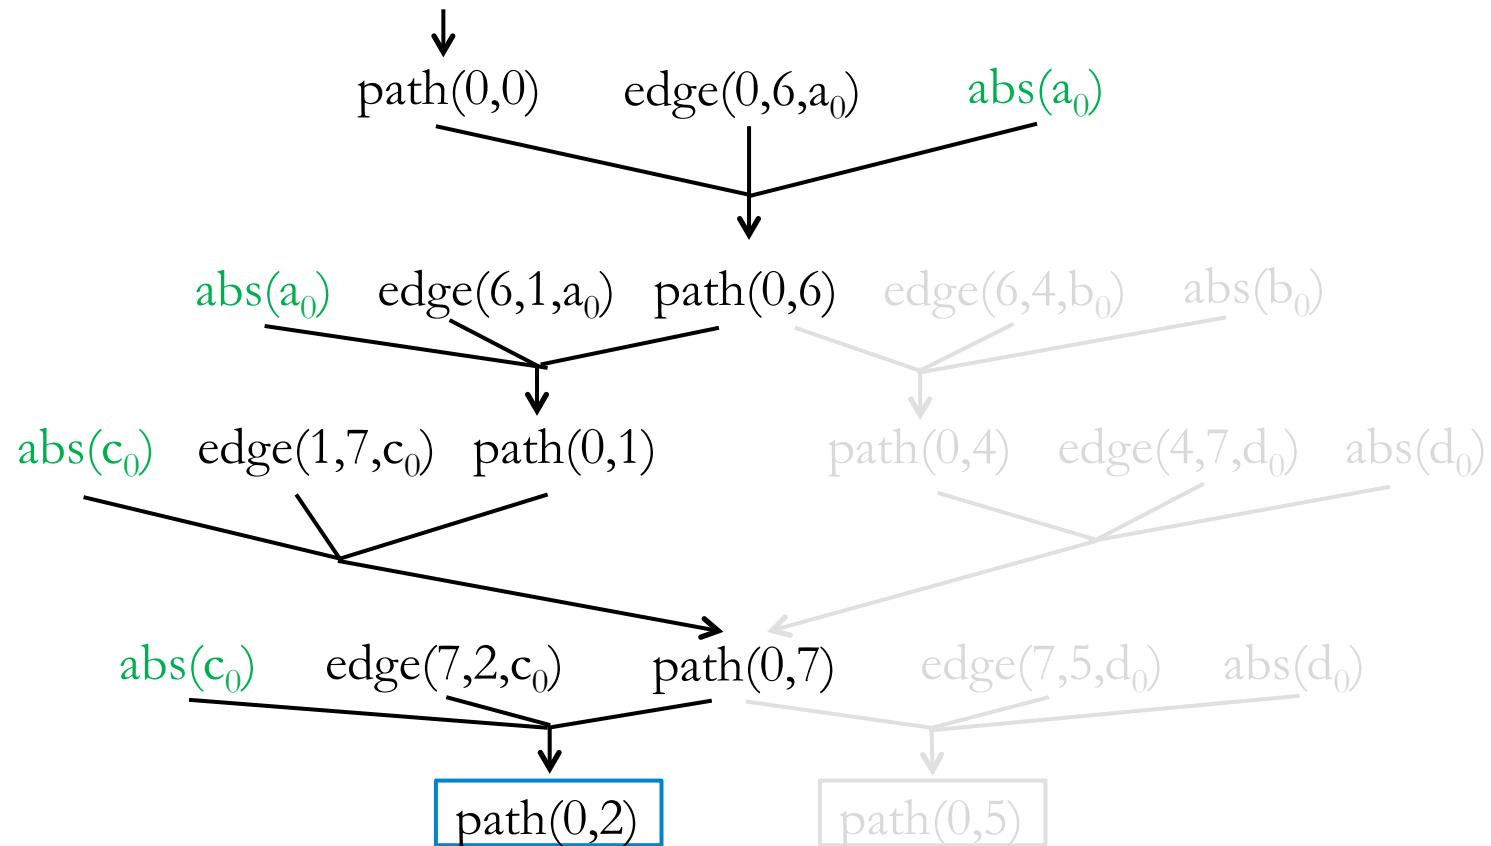 path(0,0) edge(0,6,a₀) abs(a₀)
abs(a₀) edge(6,1,a₀) path(0,6) edge(6,4,b₀) abs(b₀)
abs(c₀) edge(1,7,c₀) path(0,1) path(0,4) edge(4,7,d₀) abs(d₀)
abs(c₀) edge(7,2,c₀) path(0,7) edge(7,5,d₀) abs(d₀)
path(0,2) path(0,5)